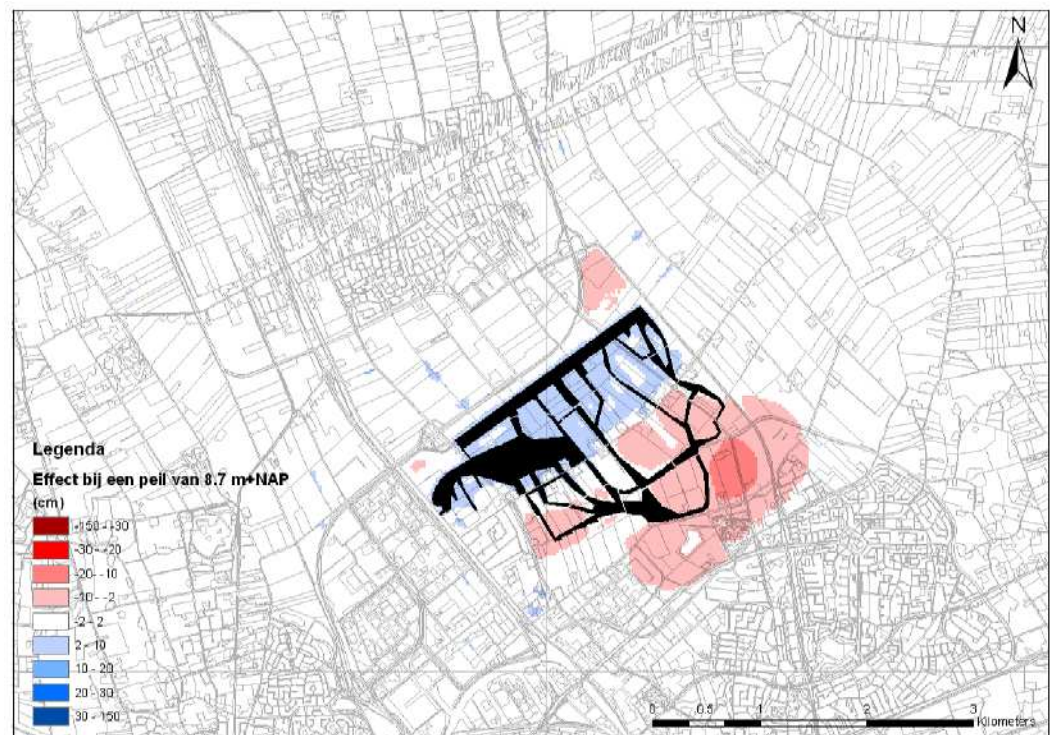 N
Legenda
Effect bij een peil van 8.7 m+NAP
(cm)
-150 - -30
-30 - -20
-20 - -10
-10 - -2
-2 - 2
2 - 10
10 - 20
20 - 30
30 - 150
0 0.5 1 2 3
Kilometers